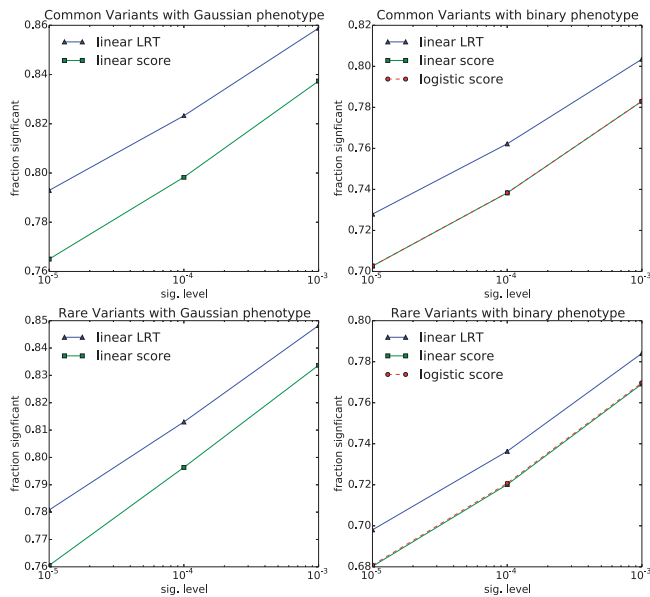 Common Variants with Gaussian phenotype
0.86
0.84
0.82
0.80
0.78
0.76
fraction signficant
linear LRT
linear score
10-5
10-4
10-3
sig. level
Common Variants with binary phenotype
0.82
0.80
0.78
0.76
0.74
0.72
0.70
fraction signficant
linear LRT
linear score
logistic score
10-5
10-4
10-3
sig. level
Rare Variants with Gaussian phenotype
0.85
0.84
0.83
0.82
0.81
0.80
0.79
0.78
0.77
0.76
fraction signficant
linear LRT
linear score
10-5
10-4
10-3
sig. level
Rare Variants with binary phenotype
0.80
0.78
0.76
0.74
0.72
0.70
0.68
fraction signficant
linear LRT
linear score
logistic score
10-5
10-4
10-3
sig. level